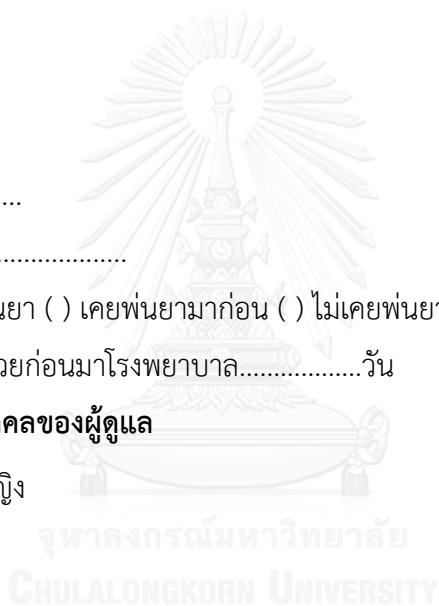 ....
...................
นยา ( ) เคยพ่นยามาก่อน ( ) ไม่เคยพ่นยา
วยก่อนมาโรงพยาบาล..................วัน
คลของผู้ดูแล
ญิง
จุฬาลงกรณ์มหาวิทยาลัย
CHULALONGKORN UNIVERSITY